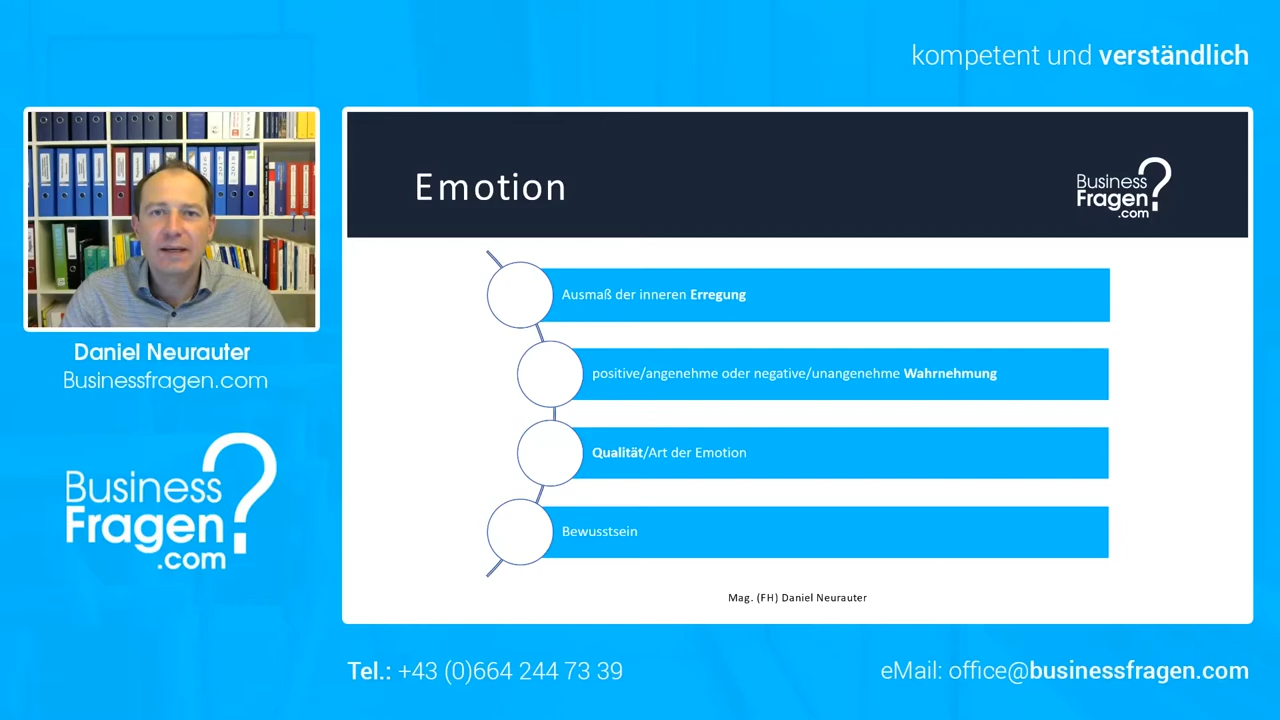 kompetent und verständlich
Emotion
Business
Fragen
.com
?
Ausmaß der inneren Erregung
positive/angenehme oder negative/unangenehme Wahrnehmung
Qualität/Art der Emotion
Bewusstsein
Mag. (FH) Daniel Neurauter
Daniel Neurauter
Businessfragen.com
Business
Fragen
.com
?
Tel.: +43 (0)664 244 73 39
eMail: office@businessfragen.com